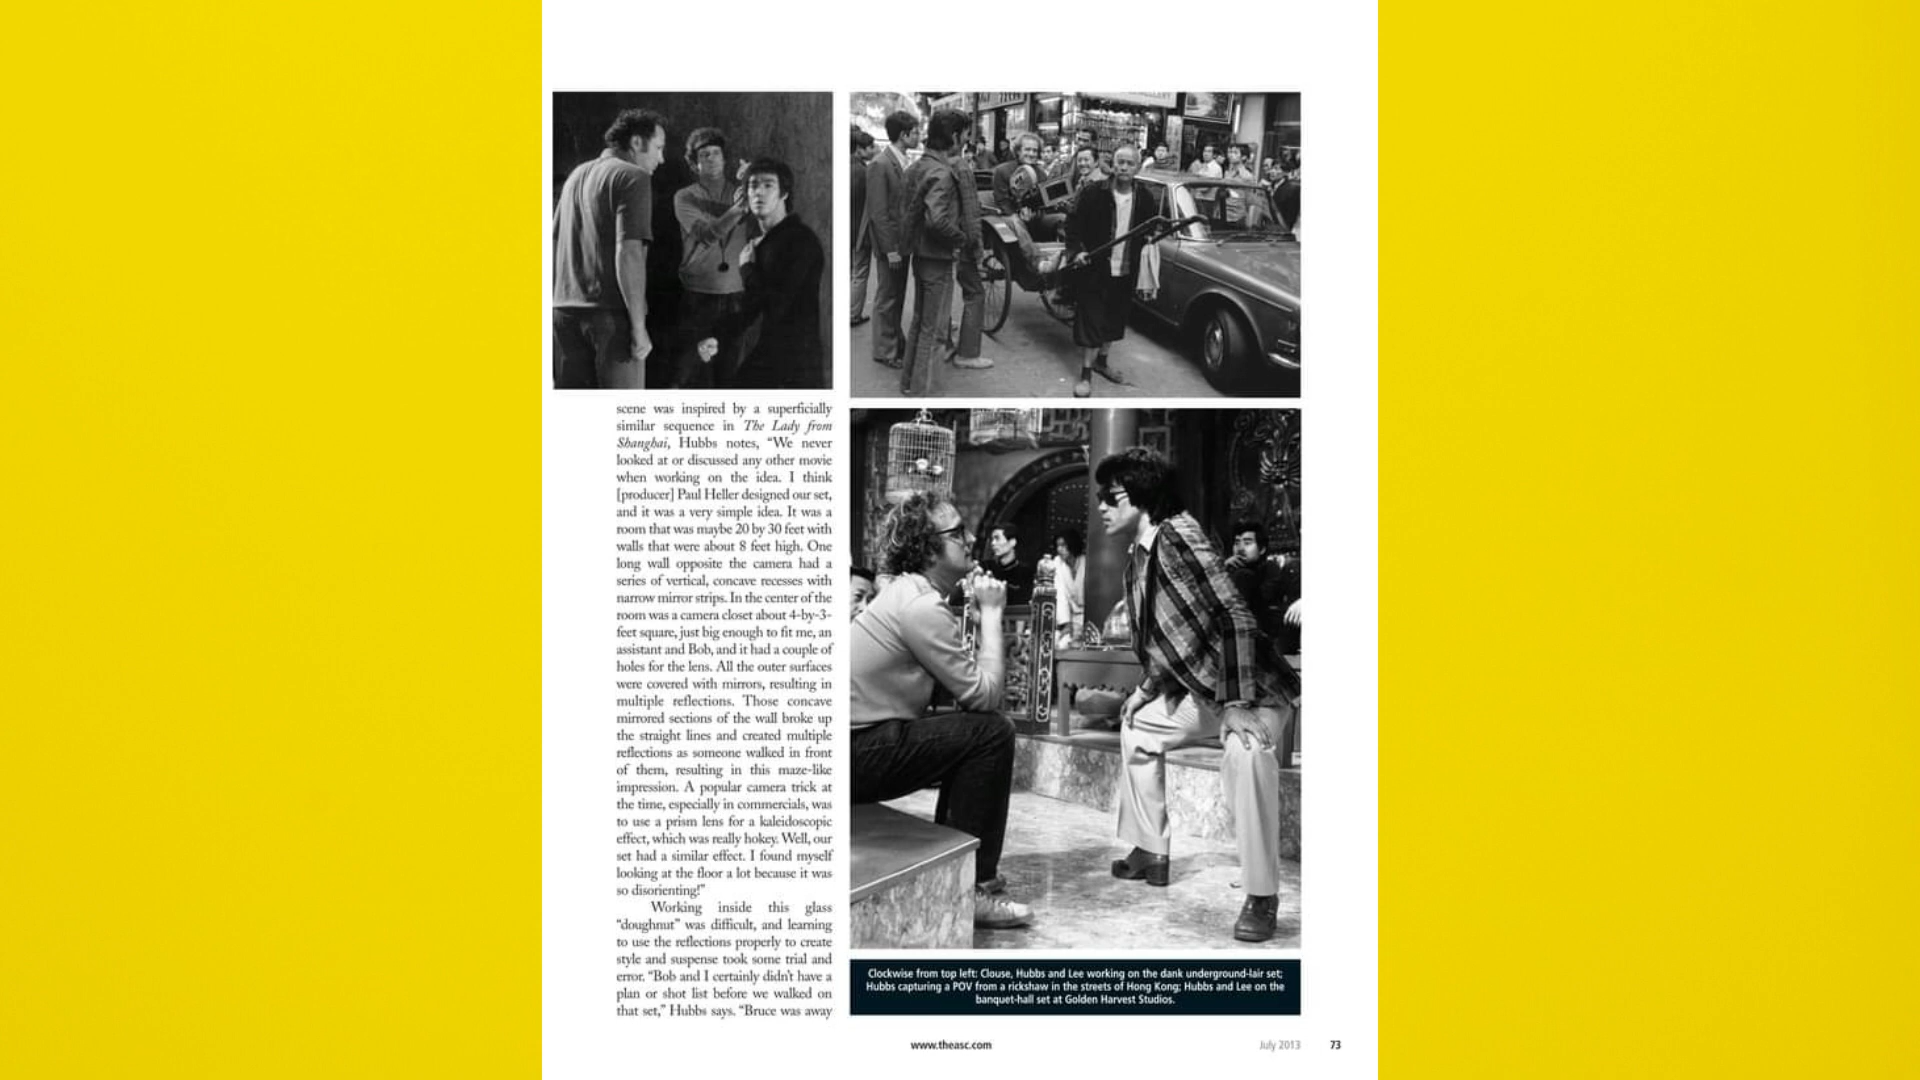 scene was inspired by a superficially
similar sequence in The Lady from
Shanghai, Hubbs notes, “We never
looked at or discussed any other movie
when working on the idea. I think
[producer] Paul Heller designed our set,
and it was a very simple idea. It was a
room that was maybe 20 by 30 feet with
walls that were about 8 feet high. One
long wall opposite the camera had a
series of vertical, concave recesses with
narrow mirror strips. In the center of the
room was a camera closet about 4-by-3-
feet square, just big enough to fit me, an
assistant and Bob, and it had a couple of
holes for the lens. All the outer surfaces
were covered with mirrors, resulting in
multiple reflections. Those concave
mirrored sections of the wall broke up
the straight lines and created multiple
reflections as someone walked in front
of them, resulting in this maze-like
impression. A popular camera trick at
the time, especially in commercials, was
to use a prism lens for a kaleidoscopic
effect, which was really hokey. Well, our
set had a similar effect. I found myself
looking at the floor a lot because it was
so disorienting!”
Working inside this glass
“doughnut” was difficult, and learning
to use the reflections properly to create
style and suspense took some trial and
error. “Bob and I certainly didn’t have a
plan or shot list before we walked on
that set,” Hubbs says. “Bruce was away
Clockwise from top left: Clouse, Hubbs and Lee working on the dank underground-lair set;
Hubbs capturing a POV from a rickshaw in the streets of Hong Kong; Hubbs and Lee on the
banquet-hall set at Golden Harvest Studios.
www.theasc.com
July 2013
73